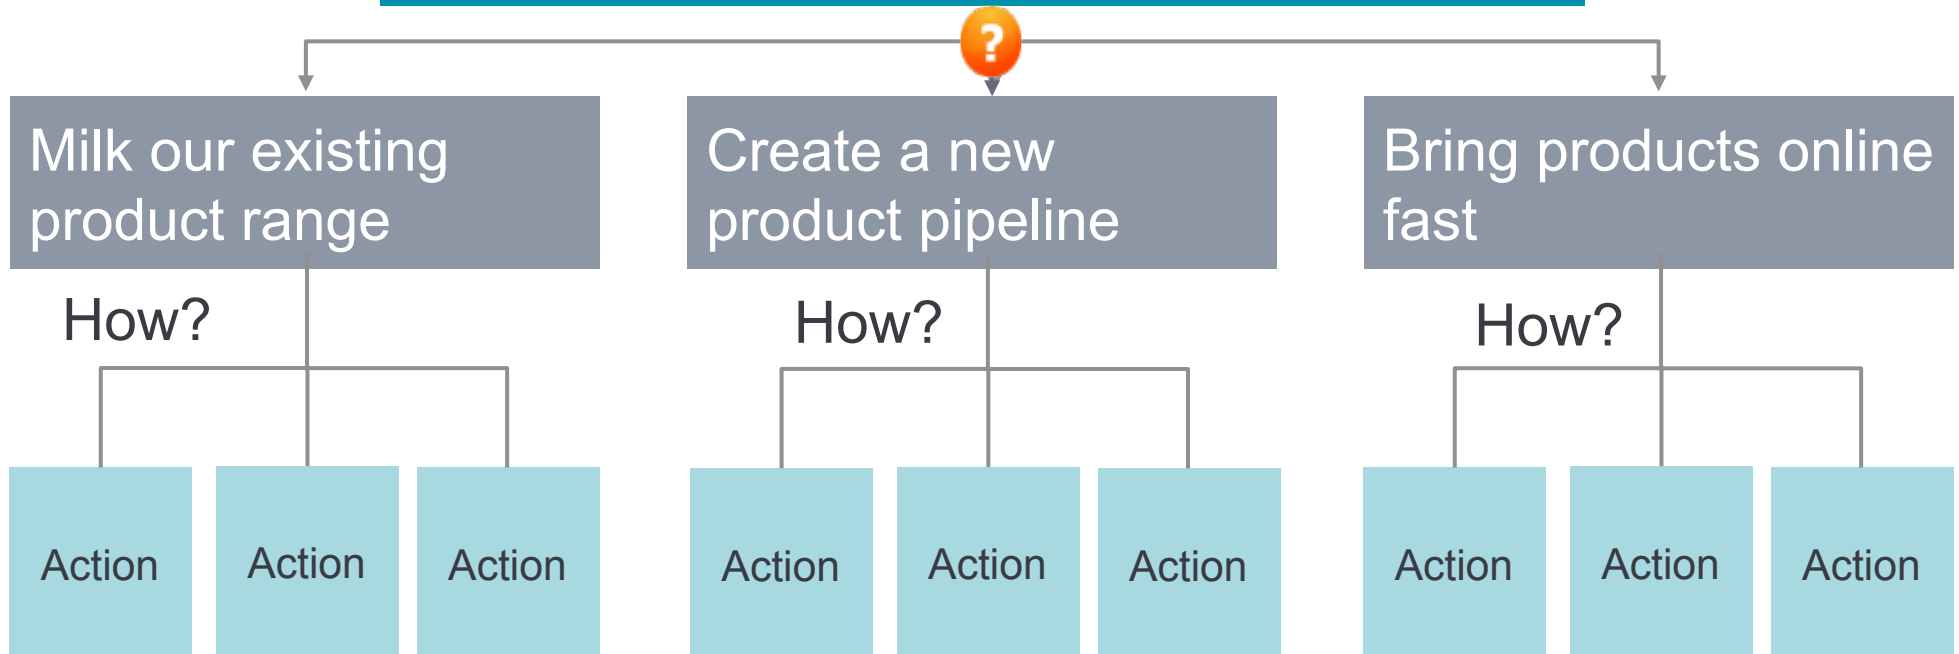 ?
Milk our existing
product range
Create a new
product pipeline
Bring products online
fast
How?
How?
How?
Action
Action
Action
Action
Action
Action
Action
Action
Action